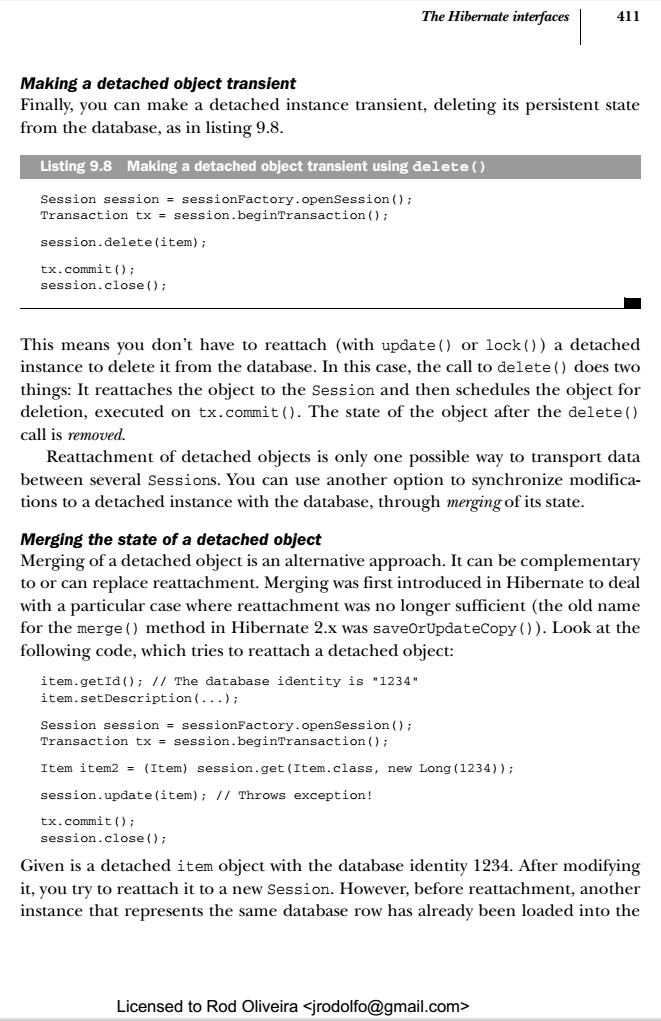 The Hibernate interfaces 411
Making a detached object transient
Finally, you can make a detached instance transient, deleting its persistent state
from the database, as in listing 9.8.
Listing 9.8 Making a detached object transient using delete()
Session session = sessionFactory.openSession();
Transaction tx = session.beginTransaction();
session.delete(item);
tx.commit();
session.close();
This means you don't have to reattach (with update() or lock()) a detached
instance to delete it from the database. In this case, the call to delete() does two
things: It reattaches the object to the Session and then schedules the object for
deletion, executed on tx.commit(). The state of the object after the delete()
call is removed.
Reattachment of detached objects is only one possible way to transport data
between several Sessions. You can use another option to synchronize modifica-
tions to a detached instance with the database, through merging of its state.
Merging the state of a detached object
Merging of a detached object is an alternative approach. It can be complementary
to or can replace reattachment. Merging was first introduced in Hibernate to deal
with a particular case where reattachment was no longer sufficient (the old name
for the merge() method in Hibernate 2.x was saveOrUpdateCopy()). Look at the
following code, which tries to reattach a detached object:
item.getId(); // The database identity is "1234"
item.setDescription(...);
Session session = sessionFactory.openSession();
Transaction tx = session.beginTransaction();
Item item2 = (Item) session.get(Item.class, new Long(1234));
session.update(item); // Throws exception!
tx.commit();
session.close();
Given is a detached item object with the database identity 1234. After modifying
it, you try to reattach it to a new Session. However, before reattachment, another
instance that represents the same database row has already been loaded into the
Licensed to Rod Oliveira <jrodolfo@gmail.com>